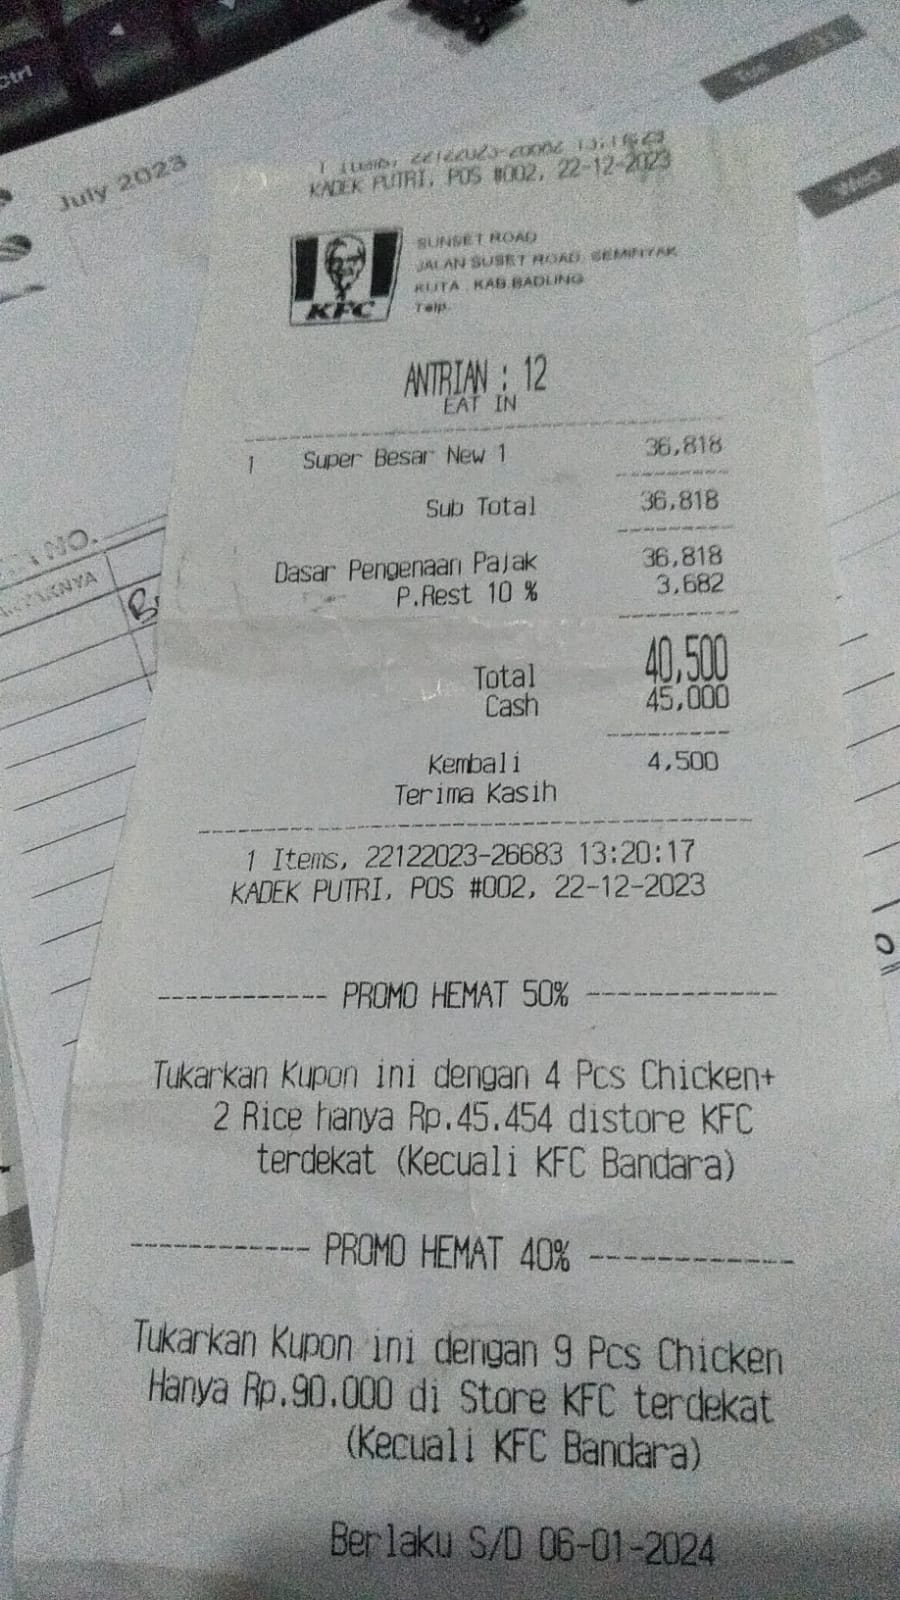 Ctrl
July 2023
KADEK PUTRI, POS #002, 22-12-2023
KFC
SUNSET ROAD
JALAN SUSET ROAD SEMINYAK
KUTA KAB.BADUNG
Telp.
ANTRIAN : 12
EAT IN
1 Super Besar New 1 36,818
Sub Total 36,818
Dasar Pengenaan Pajak 36,818
P.Rest 10 % 3,682
Total 40,500
Cash 45,000
Kembali 4,500
Terima Kasih
1 Items, 22122023-26683 13:20:17
KADEK PUTRI, POS #002, 22-12-2023
------------ PROMO HEMAT 50% -------------
Tukarkan Kupon ini dengan 4 Pcs Chicken+
2 Rice hanya Rp.45.454 distore KFC
terdekat (Kecuali KFC Bandara)
------------ PROMO HEMAT 40% -------------
Tukarkan Kupon ini dengan 9 Pcs Chicken
Hanya Rp.90.000 di Store KFC terdekat
(Kecuali KFC Bandara)
Berlaku S/D 06-01-2024
NO.